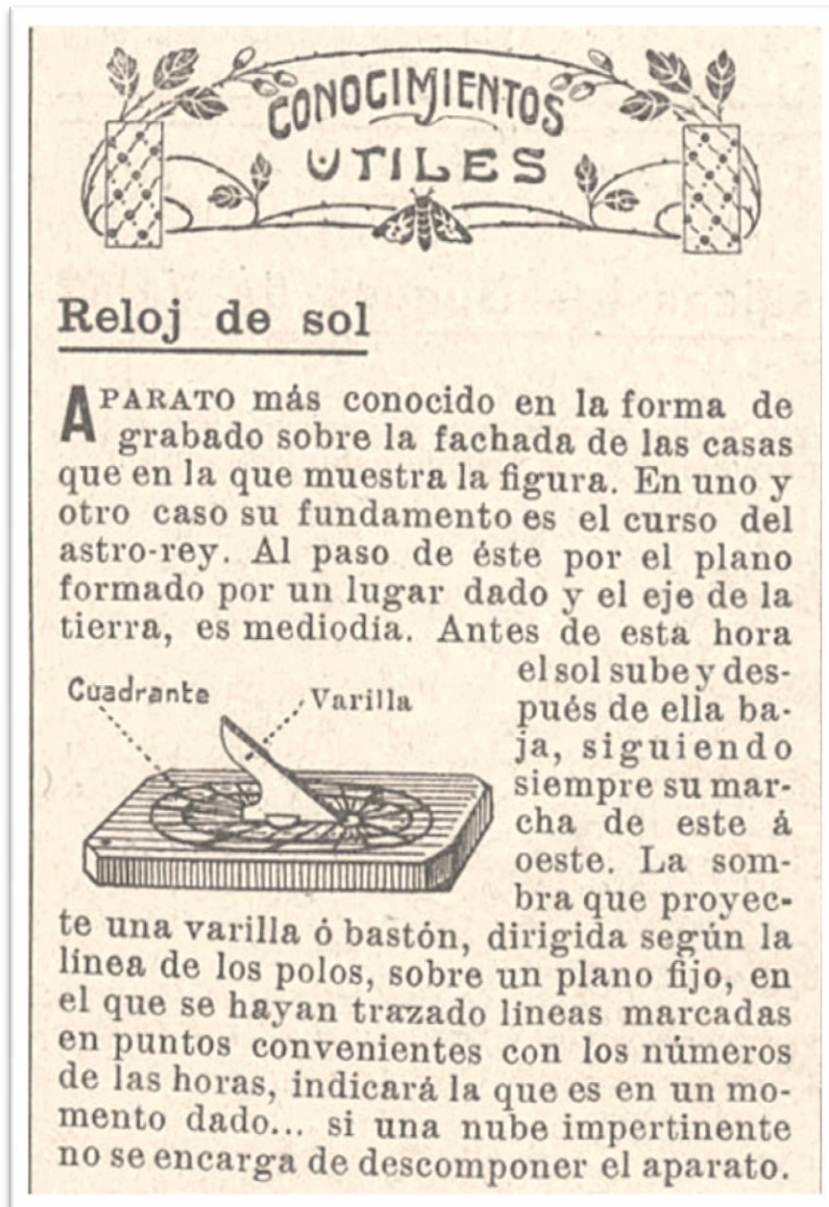 CONOCIMIENTOS
UTILES
Reloj de sol
APARATO más conocido en la forma de
grabado sobre la fachada de las casas
que en la que muestra la figura. En uno y
otro caso su fundamento es el curso del
astro-rey. Al paso de éste por el plano
formado por un lugar dado y el eje de la
tierra, es mediodía. Antes de esta hora
el sol sube y des-
pués de ella ba-
ja, siguiendo
siempre su mar-
cha de este á
oeste. La som-
bra que proyec-
Cuadrante
Varilla
te una varilla ó bastón, dirigida según la
línea de los polos, sobre un plano fijo, en
el que se hayan trazado líneas marcadas
en puntos convenientes con los números
de las horas, indicará la que es en un mo-
mento dado... si una nube impertinente
no se encarga de descomponer el aparato.